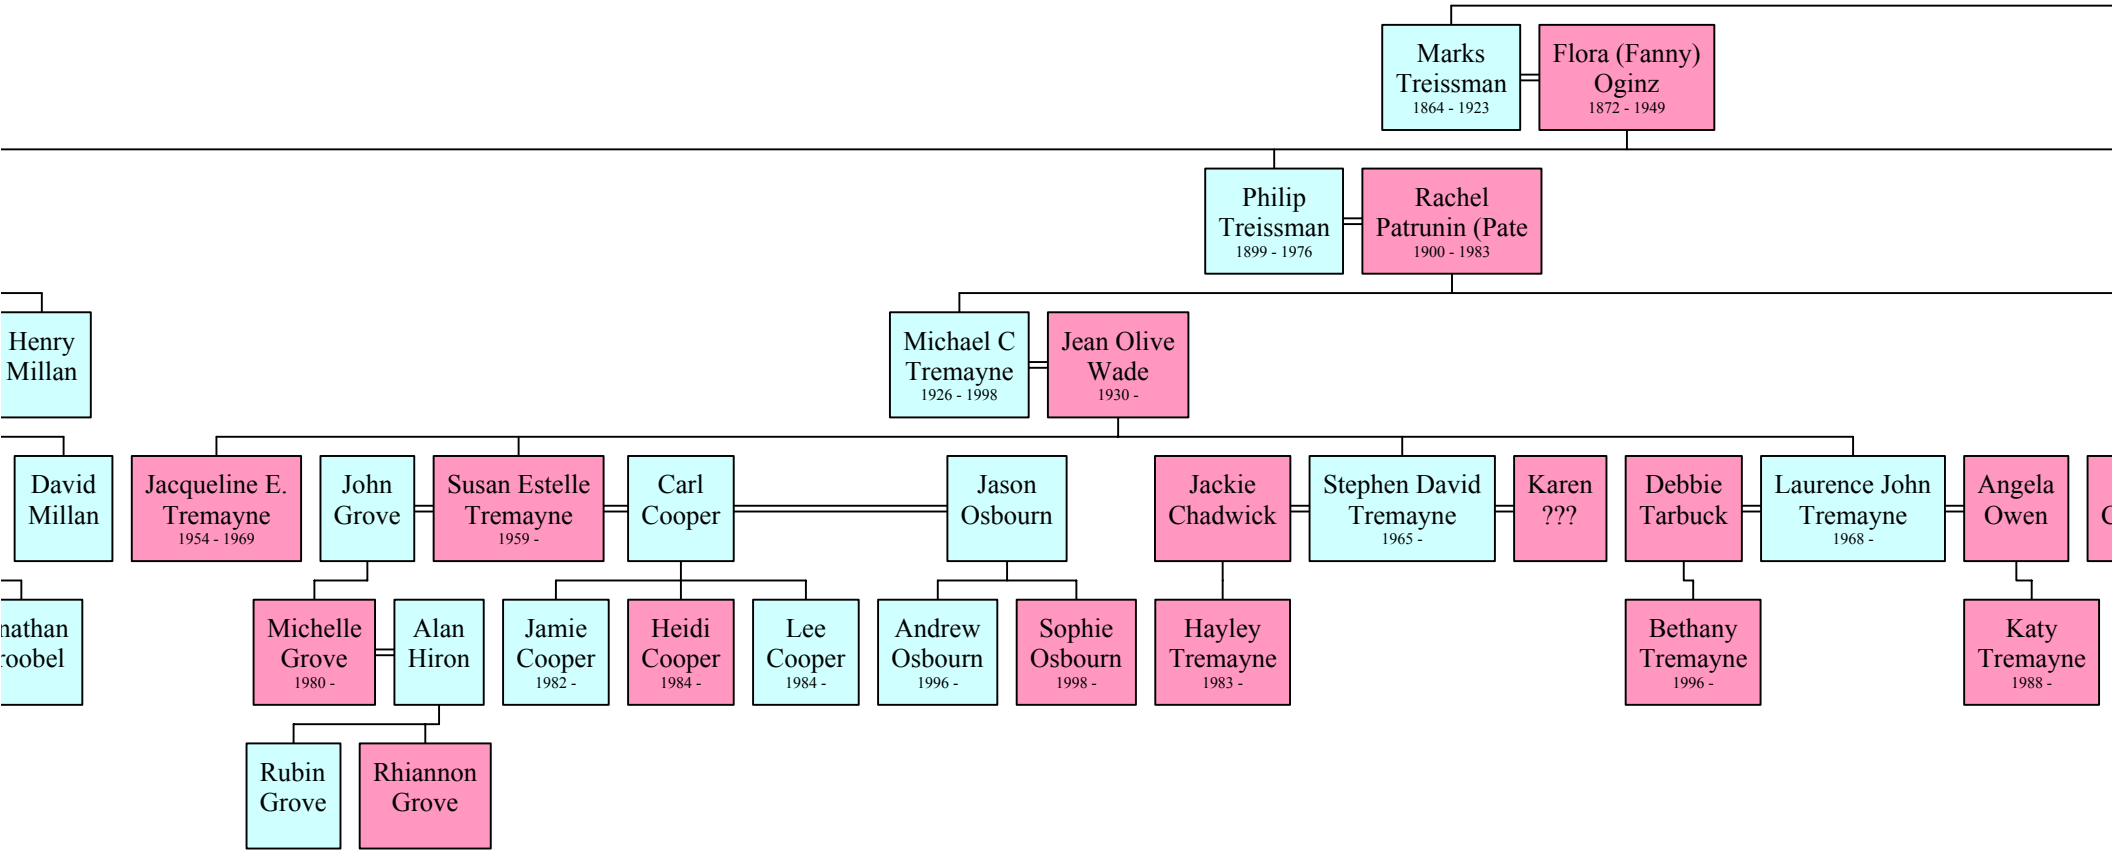 Marks
Treissman
1864 - 1923
Flora (Fanny)
Oginz
1872 - 1949
Philip
Treissman
1899 - 1976
Rachel
Patrunin (Pate
1900 - 1983
Henry
Millan
Michael C
Tremayne
1926 - 1998
Jean Olive
Wade
1930 -
David
Millan
Jacqueline E.
Tremayne
1954 - 1969
John
Grove
Susan Estelle
Tremayne
1959 -
Carl
Cooper
Jason
Osbourn
Jackie
Chadwick
Stephen David
Tremayne
1965 -
Karen
???
Debbie
Tarbuck
Laurence John
Tremayne
1968 -
Angela
Owen
nathan
roobel
Michelle
Grove
1980 -
Alan
Hiron
Jamie
Cooper
1982 -
Heidi
Cooper
1984 -
Lee
Cooper
1984 -
Andrew
Osbourn
1996 -
Sophie
Osbourn
1998 -
Hayley
Tremayne
1983 -
Bethany
Tremayne
1996 -
Katy
Tremayne
1988 -
Rubin
Grove
Rhiannon
Grove